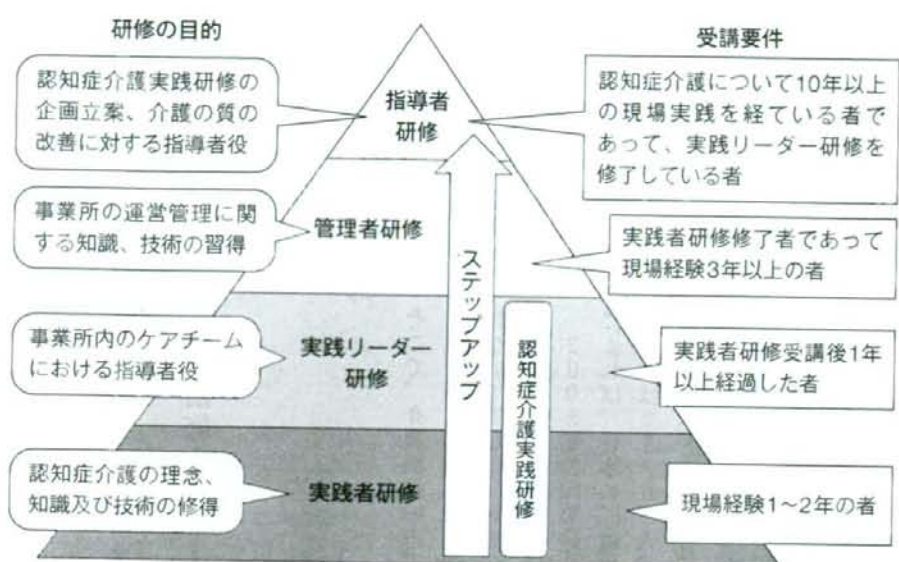 研修の目的
受講要件
認知症介護実践研修の
企画立案、介護の質の
改善に対する指導者役
指導者
研修
認知症介護について10年以上
の現場実践を経ている者で
あって、実践リーダー研修を
修了している者
事業所の運営管理に関
する知識、技術の習得
管理者研修
実践者研修修了者であって
現場経験3年以上の者
事業所内のケアチーム
における指導者役
実践リーダー
研修
実践者研修受講後1年
以上経過した者
認知症介護の理念、
知識及び技術の修得
実践者研修
現場経験1〜2年の者
ステップアップ
認知症介護実践研修